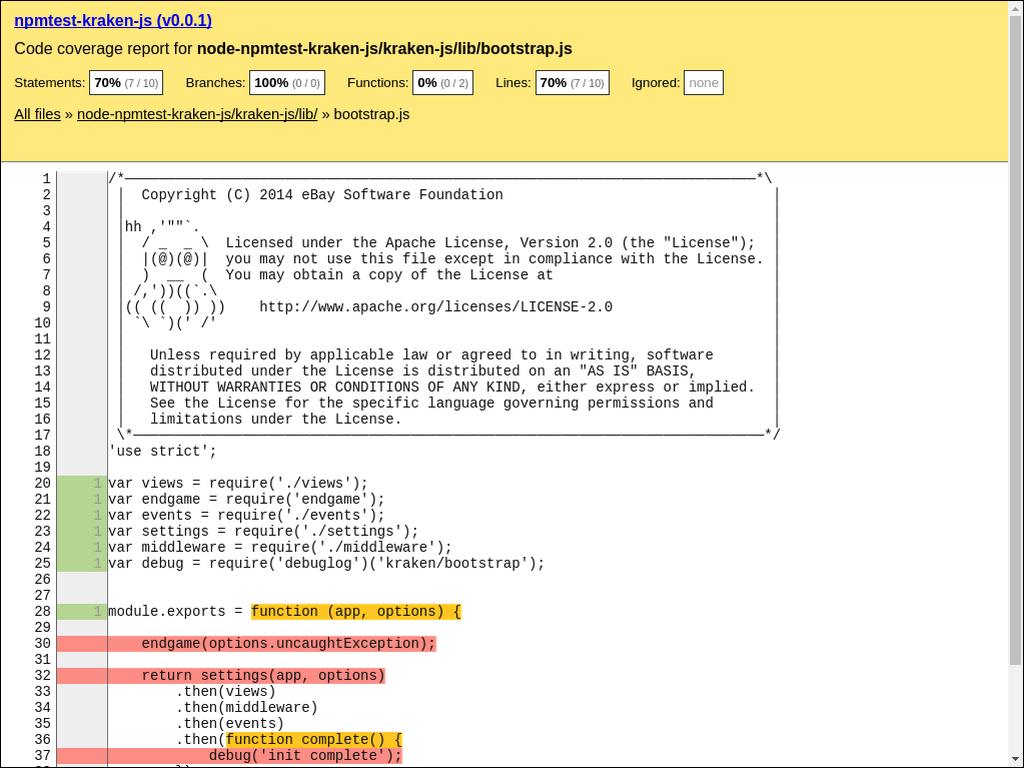 npmtest-kraken-js (v0.0.1)
Code coverage report for node-npmtest-kraken-js/kraken-js/lib/bootstrap.js
Statements: 70% (7 / 10) Branches: 100% (0 / 0) Functions: 0% (0 / 2) Lines: 70% (7 / 10) Ignored: none
All files » node-npmtest-kraken-js/kraken-js/lib/ » bootstrap.js
1 /*───────────────────────────────────────────────────────────────────────────*\
2 │  Copyright (C) 2014 eBay Software Foundation                                │
3 │                                                                             │
4 │hh ,'""`.                                                                    │
5 │  / _  _ \  Licensed under the Apache License, Version 2.0 (the "License");  │
6 │  |(@)(@)|  you may not use this file except in compliance with the License. │
7 │  )  __  (  You may obtain a copy of the License at                          │
8 │ /,'))((`.\                                                                  │
9 │(( ((  )) ))    http://www.apache.org/licenses/LICENSE-2.0                   │
10 │ `\ `)(' /'                                                                  │
11 │                                                                             │
12 │   Unless required by applicable law or agreed to in writing, software       │
13 │   distributed under the License is distributed on an "AS IS" BASIS,         │
14 │   WITHOUT WARRANTIES OR CONDITIONS OF ANY KIND, either express or implied.  │
15 │   See the License for the specific language governing permissions and       │
16 │   limitations under the License.                                            │
17 \*───────────────────────────────────────────────────────────────────────────*/
18 'use strict';
19
20 1 var views = require('./views');
21 1 var endgame = require('endgame');
22 1 var events = require('./events');
23 1 var settings = require('./settings');
24 1 var middleware = require('./middleware');
25 1 var debug = require('debuglog')('kraken/bootstrap');
26
27
28 1 module.exports = function (app, options) {
29
30     endgame(options.uncaughtException);
31
32     return settings(app, options)
33         .then(views)
34         .then(middleware)
35         .then(events)
36         .then(function complete() {
37             debug('init complete');